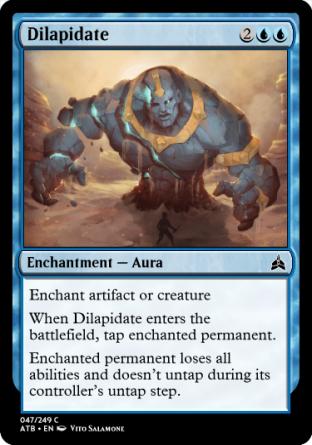 Dilapidate 2
Enchantment — Aura
Enchant artifact or creature
When Dilapidate enters the
battlefield, tap enchanted permanent.
Enchanted permanent loses all
abilities and doesn't untap during its
controller's untap step.
047/249 C
ATB • EN Vito Salamone